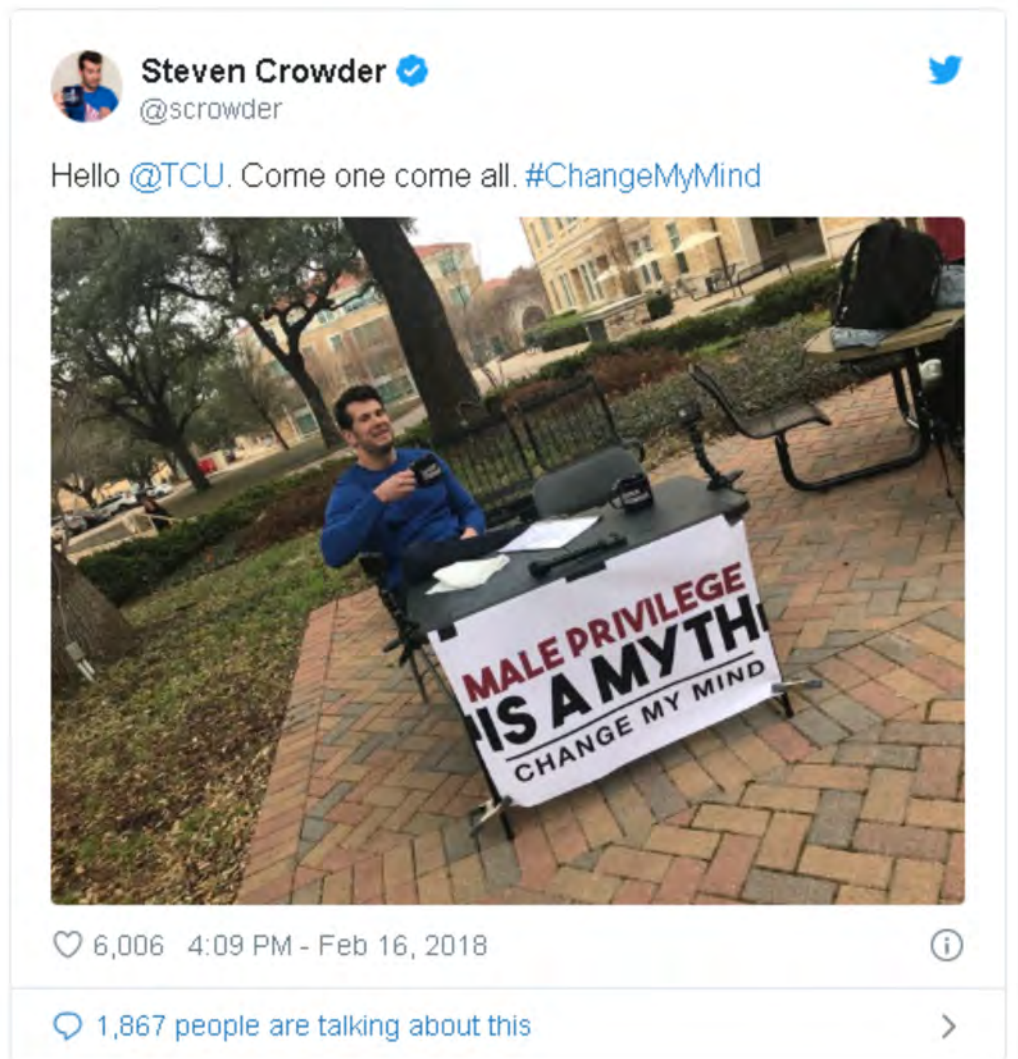 Steven Crowder
@scrowder
Hello @TCU. Come one come all. #ChangeMyMind
MALE PRIVILEGE
IS A MYTH
CHANGE MY MIND
6,006 4:09 PM - Feb 16, 2018
1,867 people are talking about this